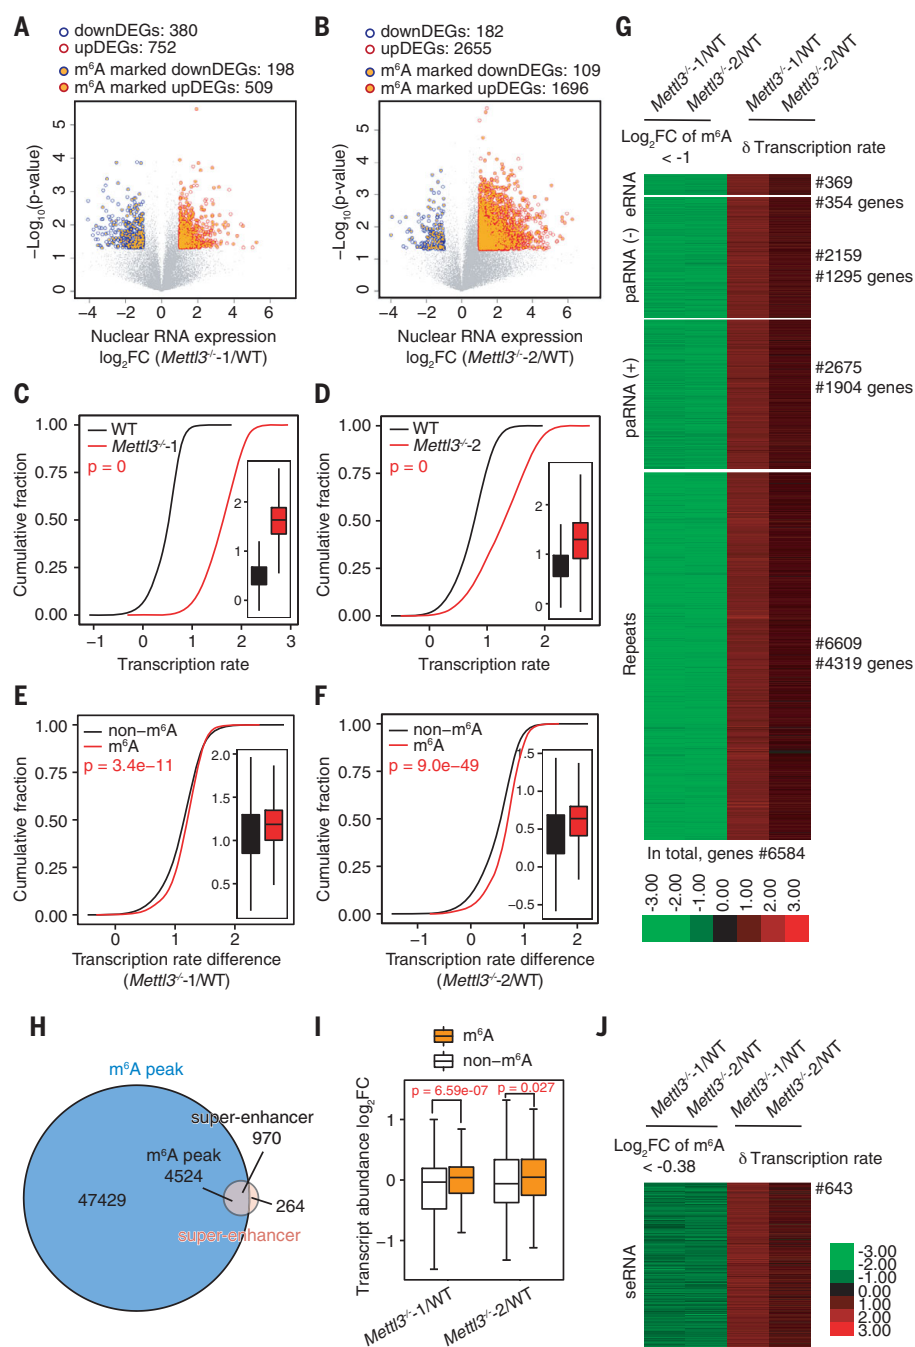 A
downDEGs: 380
upDEGs: 752
m⁶A marked downDEGs: 198
m⁶A marked upDEGs: 509
−Log₁₀(p-value)
5
4
3
2
1
0
−4 −2 0 2 4 6
Nuclear RNA expression
log₂FC (Mettl3⁻/⁻-1/WT)
B
downDEGs: 182
upDEGs: 2655
m⁶A marked downDEGs: 109
m⁶A marked upDEGs: 1696
−Log₁₀(p-value)
5
4
3
2
1
0
−4 −2 0 2 4 6
Nuclear RNA expression
log₂FC (Mettl3⁻/⁻-2/WT)
C
WT
Mettl3⁻/⁻-1
p = 0
Cumulative fraction
1.00
0.75
0.50
0.25
0.00
2
1
0
−1 0 1 2 3
Transcription rate
D
WT
Mettl3⁻/⁻-2
p = 0
Cumulative fraction
1.00
0.75
0.50
0.25
0.00
2
1
0
0 1 2
Transcription rate
E
non−m⁶A
m⁶A
p = 3.4e−11
Cumulative fraction
1.00
0.75
0.50
0.25
0.00
2.0
1.5
1.0
0.5
0 1 2
Transcription rate difference
(Mettl3⁻/⁻-1/WT)
F
non−m⁶A
m⁶A
p = 9.0e−49
Cumulative fraction
1.00
0.75
0.50
0.25
0.00
1.5
1.0
0.5
0.0
−0.5
−1 0 1 2
Transcription rate difference
(Mettl3⁻/⁻-2/WT)
G
Mettl3⁻/⁻-1/WT
Mettl3⁻/⁻-2/WT
Mettl3⁻/⁻-1/WT
Mettl3⁻/⁻-2/WT
Log₂FC of m⁶A
< -1
δ Transcription rate
eRNA
#369
#354 genes
paRNA (-)
#2159
#1295 genes
paRNA (+)
#2675
#1904 genes
Repeats
#6609
#4319 genes
In total, genes #6584
-3.00
-2.00
-1.00
0.00
1.00
2.00
3.00
H
m⁶A peak
super-enhancer
970
m⁶A peak
4524
47429
264
super-enhancer
I
m⁶A
non−m⁶A
p = 6.59e-07
p = 0.027
Transcript abundance log₂FC
1
0
−1
Mettl3⁻/⁻-1/WT
Mettl3⁻/⁻-2/WT
J
Mettl3⁻/⁻-1/WT
Mettl3⁻/⁻-2/WT
Mettl3⁻/⁻-1/WT
Mettl3⁻/⁻-2/WT
Log₂FC of m⁶A
< -0.38
δ Transcription rate
#643
seRNA
-3.00
-2.00
-1.00
0.00
1.00
2.00
3.00